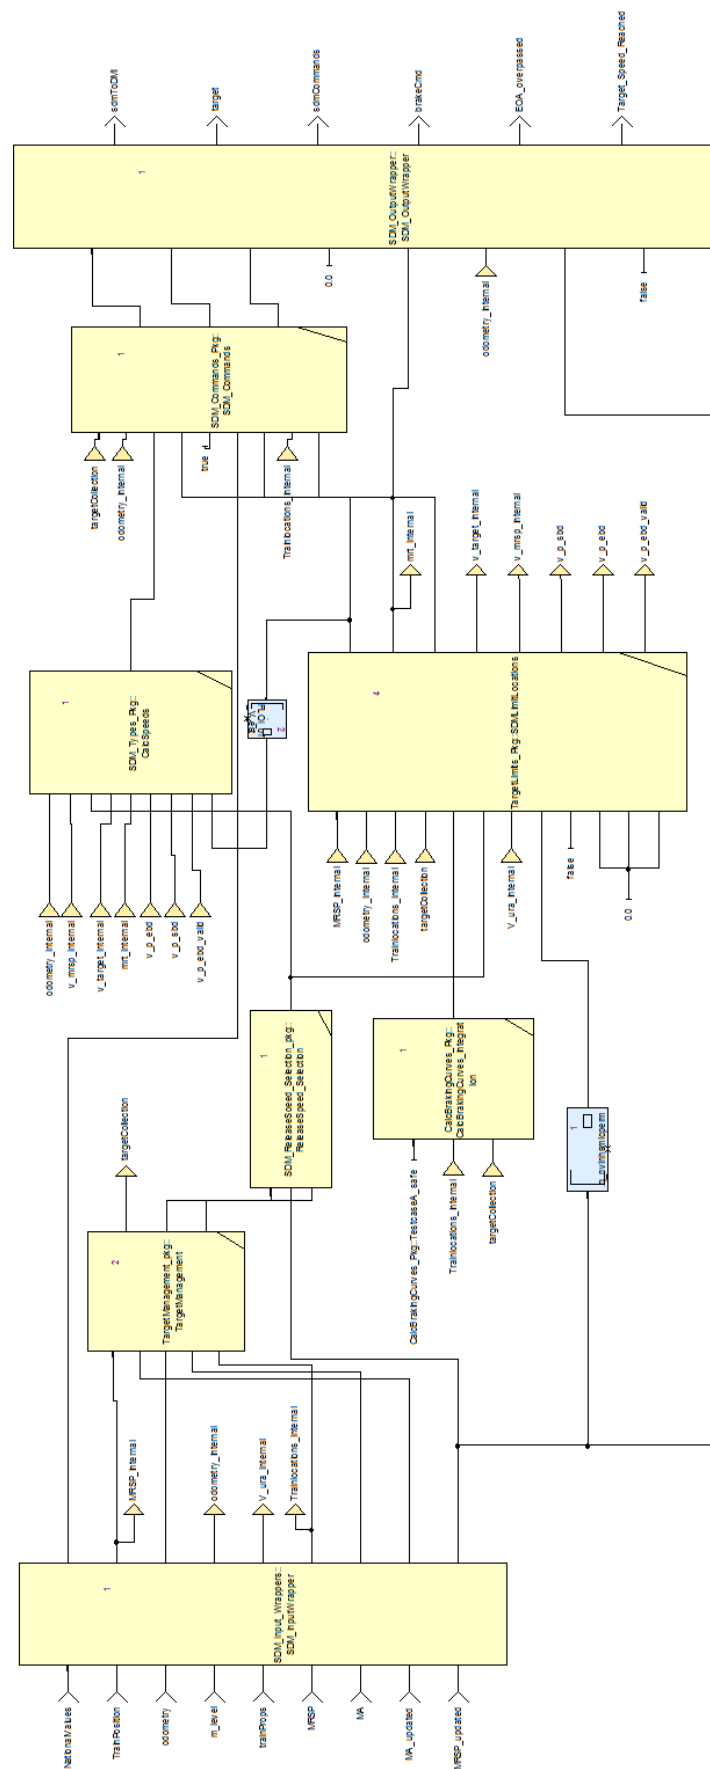 sdmToDMI
target
sdmCommands
brakeCmd
EOA_overpassed
Target_Speed_Reached
1
SDM_OutputWrapper::
SDM_OutputWrapper
0.0
odometry_internal
false
1
SDM_Commands_Pkg::
SDM_Commands
targetCollection
odometry_internal
true
Trainlocations_internal
mrt_internal
v_target_internal
v_mrsp_internal
v_p_sbd
v_p_ebd
v_p_ebd_valid
1
SDM_Types_Pkg::
CalcSpeeds
2
4
TargetLimits_Pkg::SDMLimitLocations
odometry_internal
v_mrsp_internal
v_target_internal
mrt_internal
v_p_ebd
v_p_sbd
v_p_ebd_valid
MRSP_internal
odometry_internal
Trainlocations_internal
targetCollection
V_ura_internal
false
0.0
1
SDM_ReleaseSpeed_Selection_pkg::
ReleaseSpeed_Selection
1
CalcBrakingCurves_Pkg::
CalcBrakingCurves_integrat
ion
targetCollection
CalcBrakingCurves_Pkg::TestcaseA_safe
Trainlocations_internal
targetCollection
1
2
TargetManagement_pkg::
TargetManagement
MRSP_internal
odometry_internal
V_ura_internal
Trainlocations_internal
1
SDM_Input_Wrappers::
SDM_InputWrapper
NationalValues
TrainPosition
odometry
m_level
trainProps
MRSP
MA
MA_updated
MRSP_updated